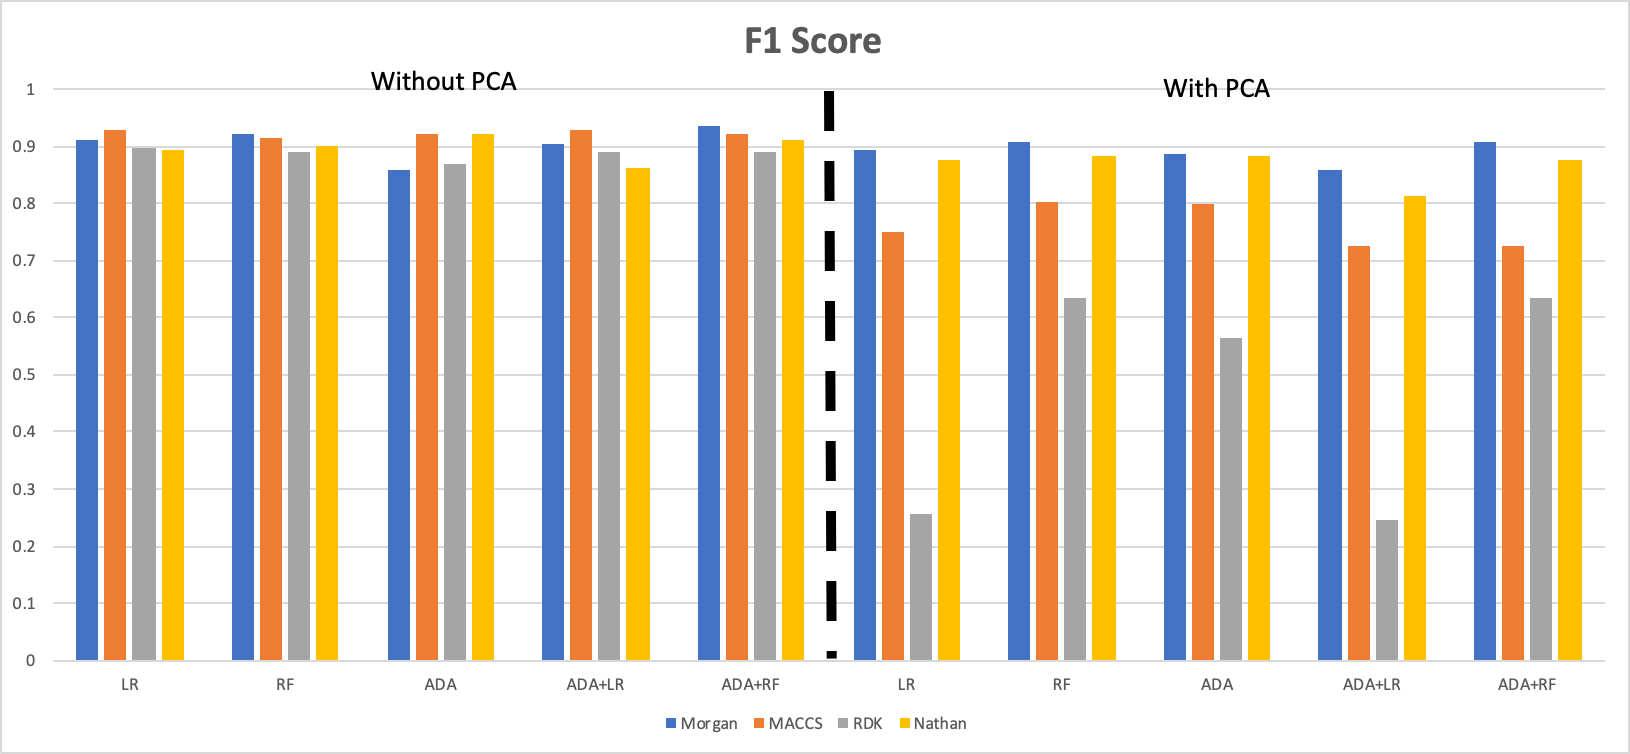 F1 Score
Without PCA
With PCA
1
0.9
0.8
0.7
0.6
0.5
0.4
0.3
0.2
0.1
0
LR RF ADA ADA+LR ADA+RF LR RF ADA ADA+LR ADA+RF
Morgan MACCS RDK Nathan